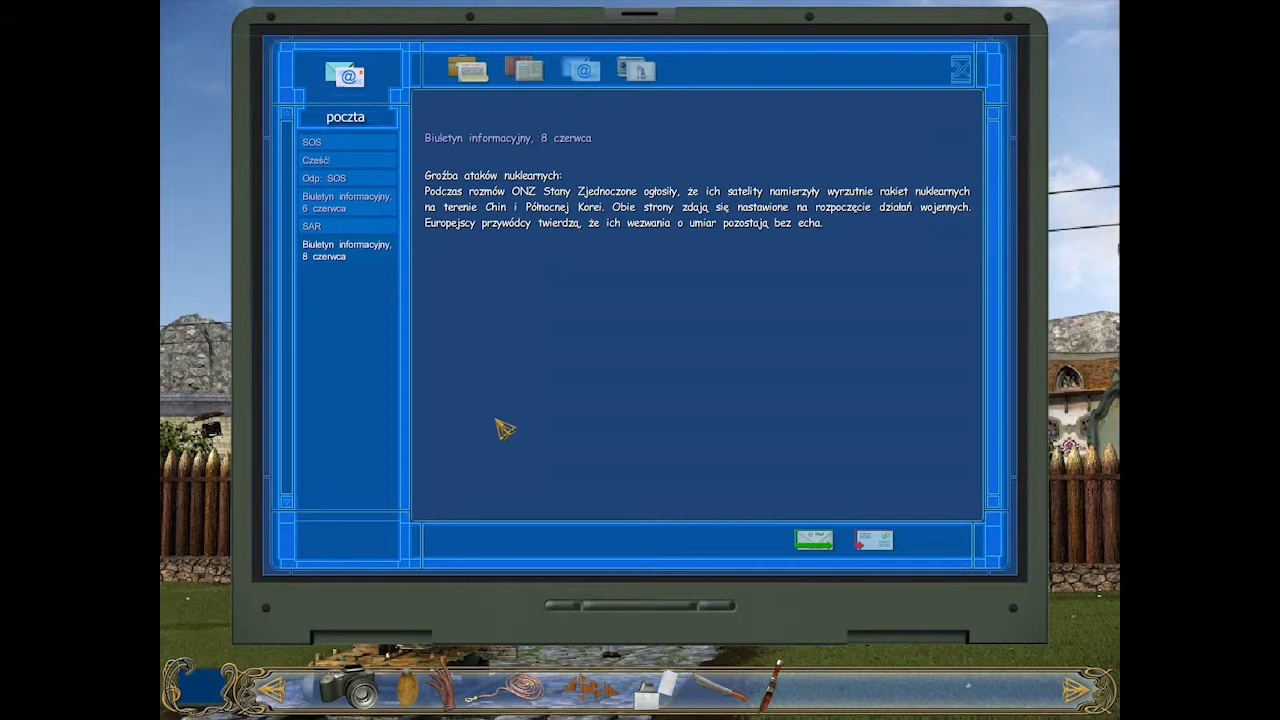 poczta
SOS
Cześć!
Odp: SOS
Biuletyn informacyjny,
6 czerwca
SAR
Biuletyn informacyjny,
8 czerwca
Biuletyn informacyjny, 8 czerwca
Groźba ataków nuklearnych:
Podczas rozmów ONZ Stany Zjednoczone ogłosiły, że ich satelity namierzyły wyrzutnie rakiet nuklearnych
na terenie Chin i Północnej Korei. Obie strony zdają się nastawione na rozpoczęcie działań wojennych.
Europejscy przywódcy twierdzą, że ich wezwania o umiar pozostają bez echa.